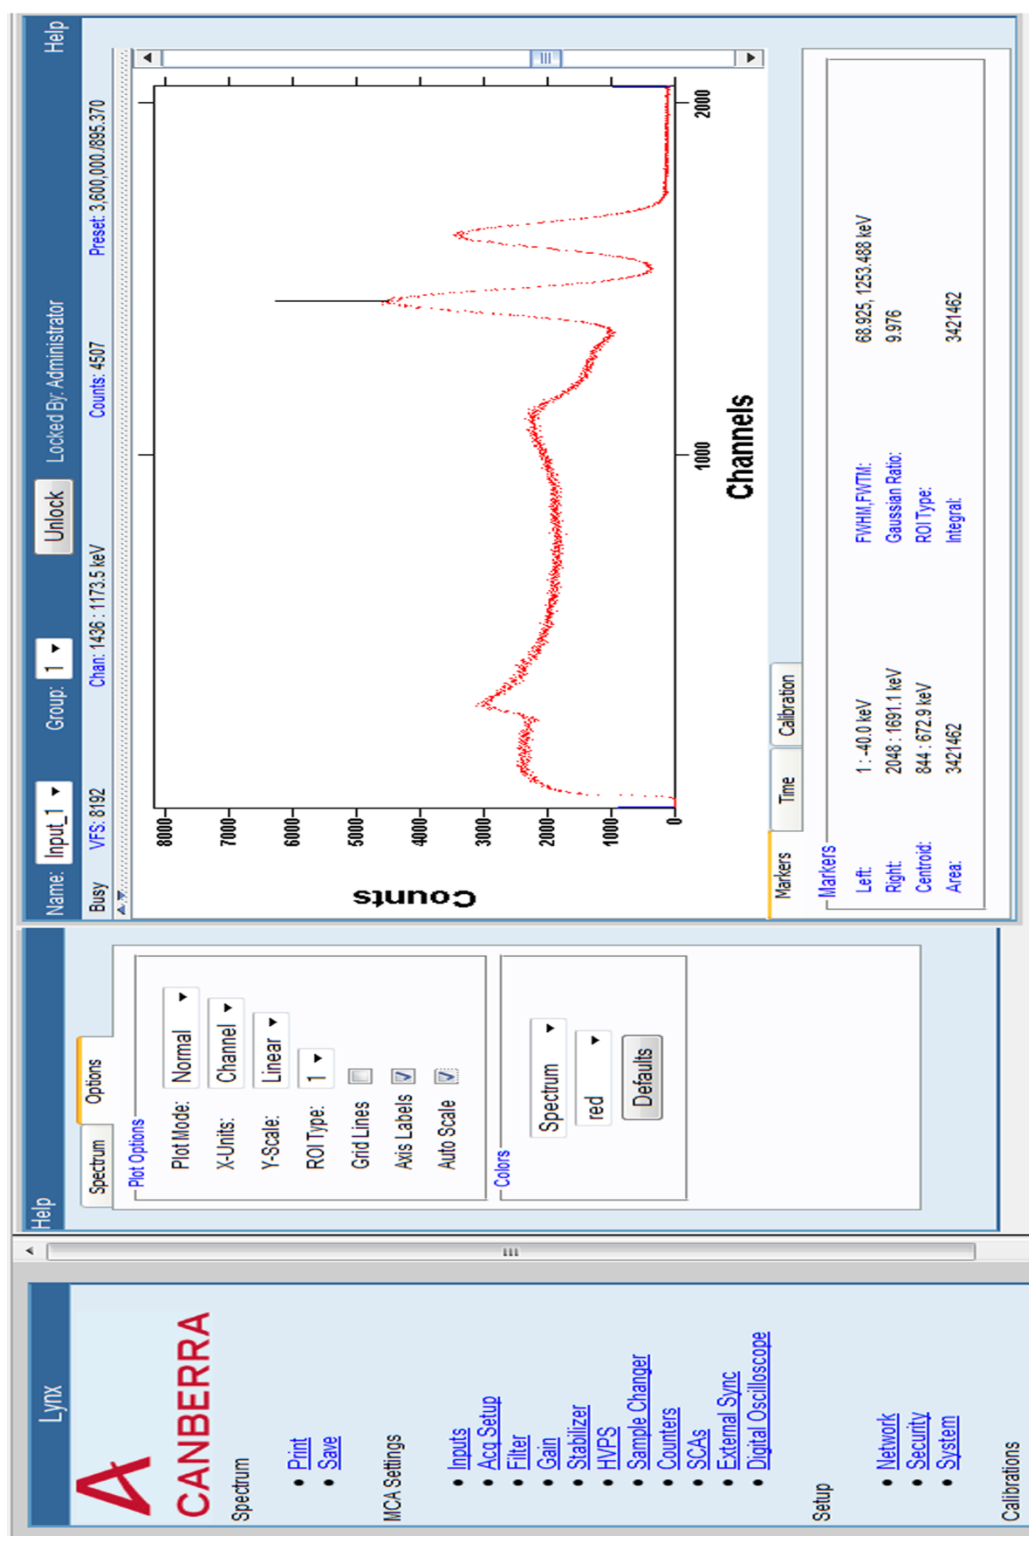 Lynx
CANBERRA
Spectrum
Print
Save
MCA Settings
Inputs
Acq Setup
Filter
Gain
Stabilizer
HVPS
Sample Changer
Counters
SCAs
External Sync
Digital Oscilloscope
Setup
Network
Security
System
Calibrations
Help
Spectrum Options
Plot Options
Plot Mode: Normal
X-Units: Channel
Y-Scale: Linear
ROI Type: 1
Grid Lines
Axis Labels
Auto Scale
Colors
Spectrum
red
Defaults
Name: Input_1 Group: 1 Unlock Locked By: Administrator Help
Busy VFS: 8192 Chan: 1436 : 1173.5 keV Counts: 4507 Preset: 3,600,000./895.370
8000
7000
6000
5000
4000
3000
2000
1000
0
Counts
1000 2000
Channels
Markers Time Calibration
Markers
Left: 1 : -40.0 keV FWHM,FWTM: 68.925, 1253.488 keV
Right: 2048 : 1691.1 keV Gaussian Ratio: 9.976
Centroid: 844 : 672.9 keV ROI Type:
Area: 3421462 Integral: 3421462